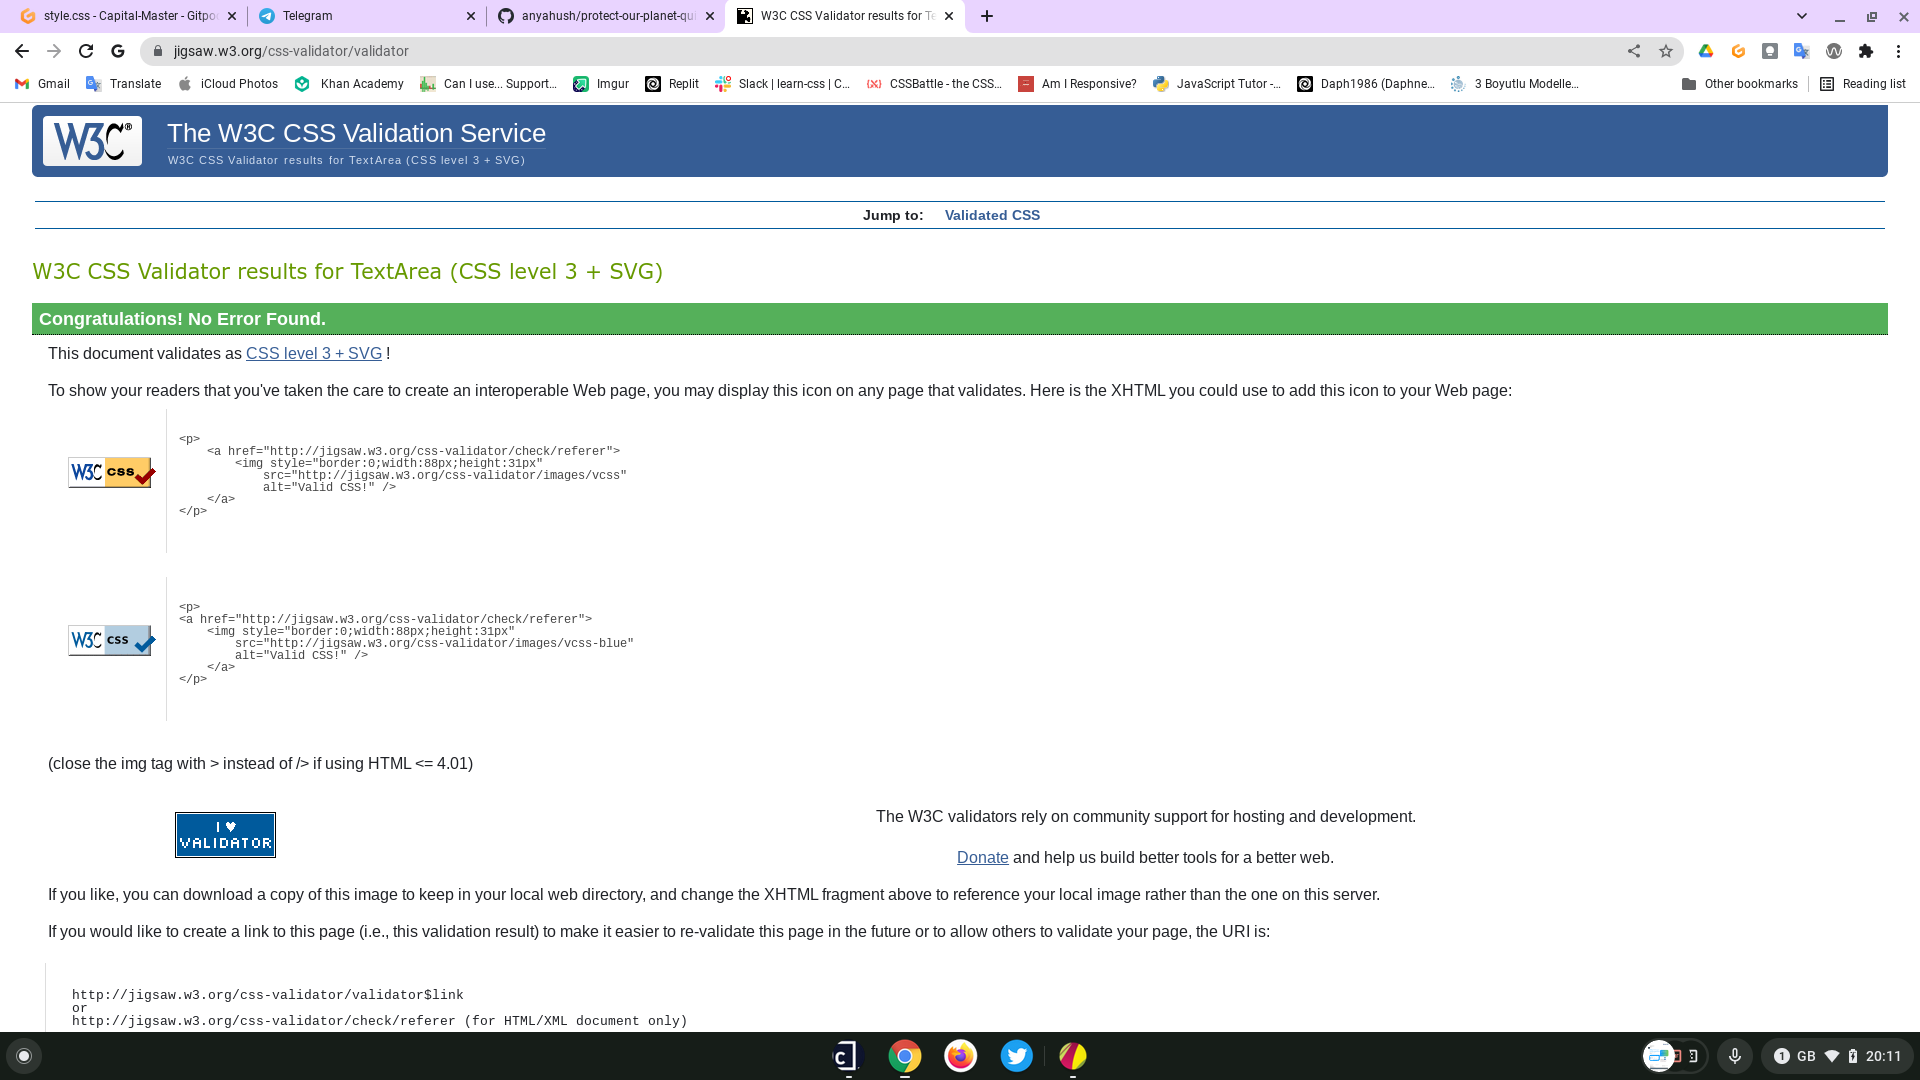 style.css - Capital-Master - Gitpo
Telegram
anyahush/protect-our-planet-qui
W3C CSS Validator results for Te
jigsaw.w3.org/css-validator/validator
Gmail
Translate
iCloud Photos
Khan Academy
Can I use... Support...
Imgur
Replit
Slack | learn-css | C...
CSSBattle - the CSS...
Am I Responsive?
JavaScript Tutor -...
Daph1986 (Daphne...
3 Boyutlu Modelle...
Other bookmarks
Reading list
W3C®
The W3C CSS Validation Service
W3C CSS Validator results for TextArea (CSS level 3 + SVG)
Jump to: Validated CSS
W3C CSS Validator results for TextArea (CSS level 3 + SVG)
Congratulations! No Error Found.
This document validates as CSS level 3 + SVG !
To show your readers that you've taken the care to create an interoperable Web page, you may display this icon on any page that validates. Here is the XHTML you could use to add this icon to your Web page:
W3C css
<p>
<a href="http://jigsaw.w3.org/css-validator/check/referer">
<img style="border:0;width:88px;height:31px"
src="http://jigsaw.w3.org/css-validator/images/vcss"
alt="Valid CSS!" />
</a>
</p>
W3C css
<p>
<a href="http://jigsaw.w3.org/css-validator/check/referer">
<img style="border:0;width:88px;height:31px"
src="http://jigsaw.w3.org/css-validator/images/vcss-blue"
alt="Valid CSS!" />
</a>
</p>
(close the img tag with > instead of /> if using HTML <= 4.01)
I ♥
VALIDATOR
The W3C validators rely on community support for hosting and development.
Donate and help us build better tools for a better web.
If you like, you can download a copy of this image to keep in your local web directory, and change the XHTML fragment above to reference your local image rather than the one on this server.
If you would like to create a link to this page (i.e., this validation result) to make it easier to re-validate this page in the future or to allow others to validate your page, the URI is:
http://jigsaw.w3.org/css-validator/validator$link
or
http://jigsaw.w3.org/css-validator/check/referer (for HTML/XML document only)
1 GB 20:11